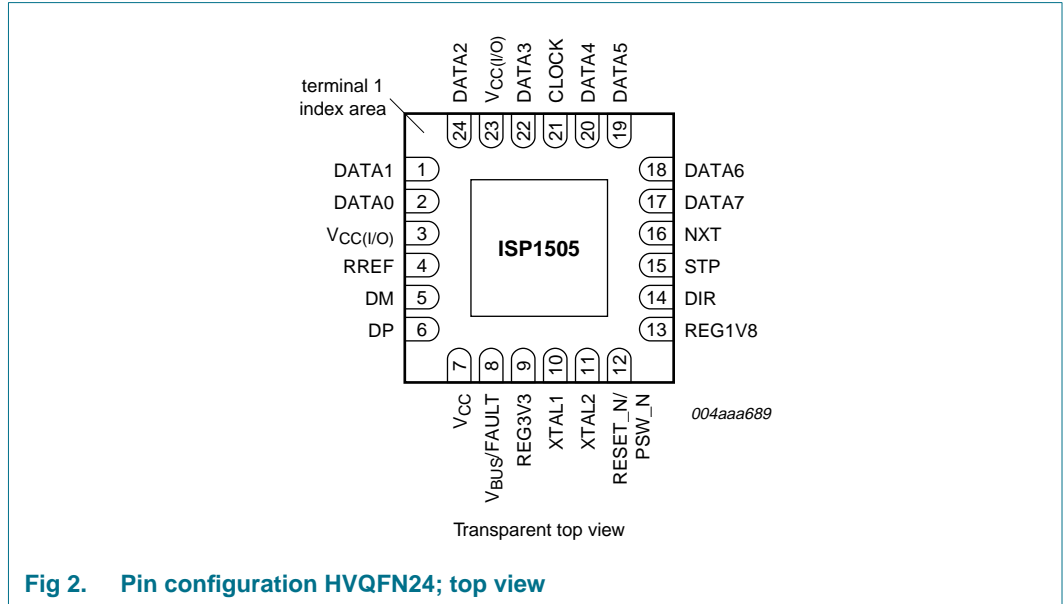 terminal 1
index area
DATA2
VCC(I/O)
DATA3
CLOCK
DATA4
DATA5
24
23
22
21
20
19
DATA1 1
DATA0 2
VCC(I/O) 3
RREF 4
DM 5
DP 6
ISP1505
18 DATA6
17 DATA7
16 NXT
15 STP
14 DIR
13 REG1V8
7
8
9
10
11
12
VCC
VBUS/FAULT
REG3V3
XTAL1
XTAL2
RESET_N/
PSW_N
004aaa689
Transparent top view
Fig 2. Pin configuration HVQFN24; top view